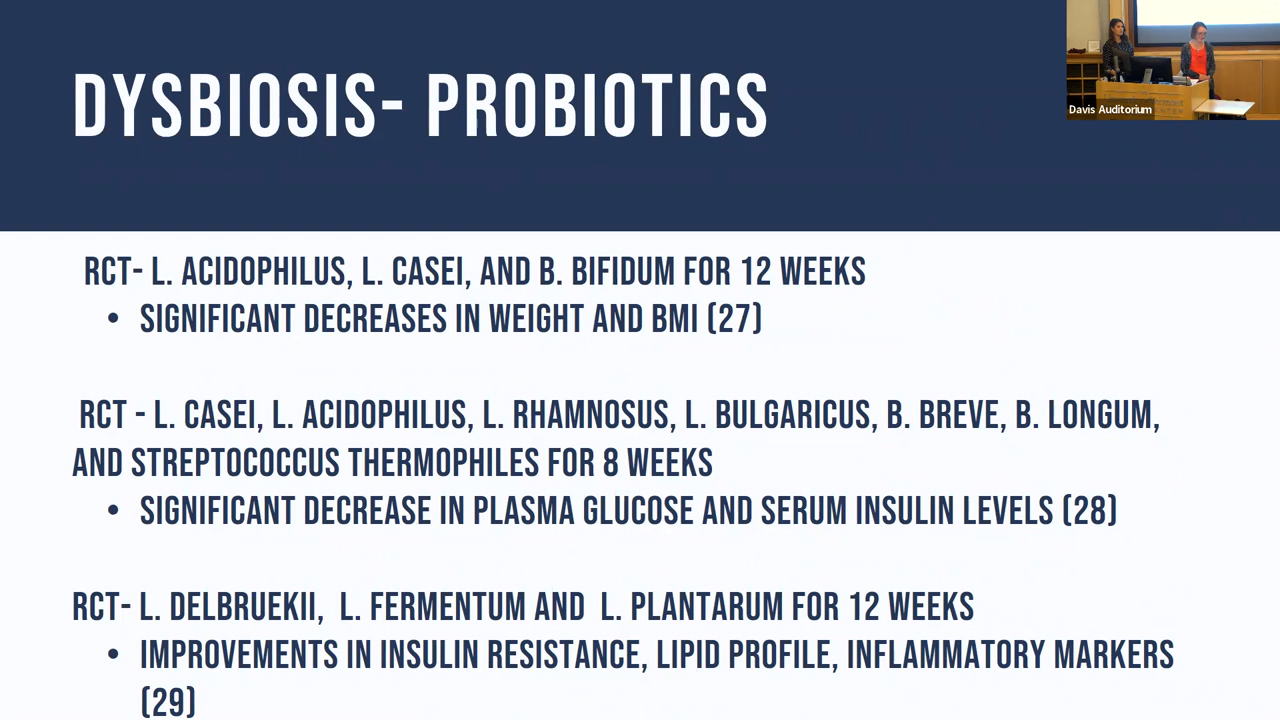 DYSBIOSIS- PROBIOTICS
Davis Auditorium
RCT- L. ACIDOPHILUS, L. CASEI, AND B. BIFIDUM FOR 12 WEEKS
• SIGNIFICANT DECREASES IN WEIGHT AND BMI (27)
RCT - L. CASEI, L. ACIDOPHILUS, L. RHAMNOSUS, L. BULGARICUS, B. BREVE, B. LONGUM,
AND STREPTOCOCCUS THERMOPHILES FOR 8 WEEKS
• SIGNIFICANT DECREASE IN PLASMA GLUCOSE AND SERUM INSULIN LEVELS (28)
RCT- L. DELBRUEKII, L. FERMENTUM AND L. PLANTARUM FOR 12 WEEKS
• IMPROVEMENTS IN INSULIN RESISTANCE, LIPID PROFILE, INFLAMMATORY MARKERS
(29)